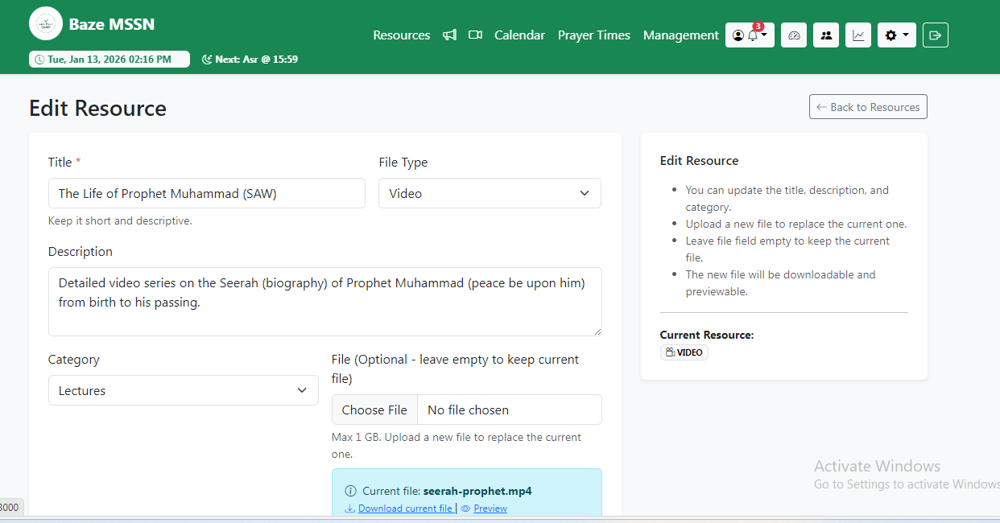 Baze MSSN
Resources
Calendar
Prayer Times
Management
3
Tue, Jan 13, 2026 02:16 PM
Next: Asr @ 15:59
Edit Resource
← Back to Resources
Title *
File Type
The Life of Prophet Muhammad (SAW)
Video
Keep it short and descriptive.
Description
Detailed video series on the Seerah (biography) of Prophet Muhammad (peace be upon him)
from birth to his passing.
Category
Lectures
File (Optional - leave empty to keep current
file)
Choose File
No file chosen
Max 1 GB. Upload a new file to replace the current
one.
Current file: seerah-prophet.mp4
Download current file | Preview
Edit Resource
• You can update the title, description, and
category.
• Upload a new file to replace the current one.
• Leave file field empty to keep the current
file.
• The new file will be downloadable and
previewable.
Current Resource:
VIDEO
Activate Windows
Go to Settings to activate Windows